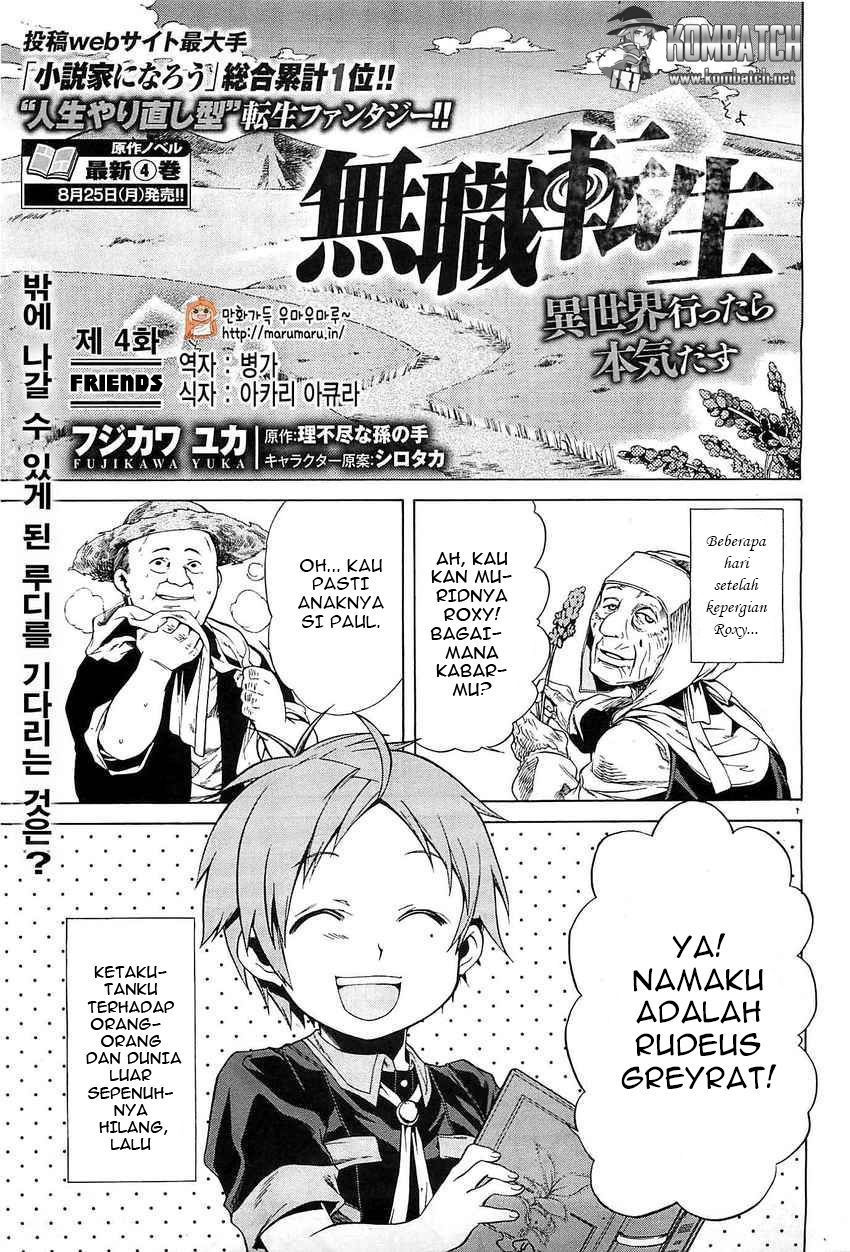 投稿webサイト最大手
「小説家になろう」総合累計1位!!
"人生やり直し型"転生ファンタジー!!
原作ノベル
最新④巻
8月25日(月)発売!!
KOMBATCH
www.kombatch.net
無職転生
異世界行ったら
本気だす
만화가득 우마우마루~
http://marumaru.in/
제 4화
FRIENDS
역자 : 병가
식자 : 아카리 아큐라
フジカワ ユカ
FUJIKAWA YUKA
原作:理不尽な孫の手
キャラクター原案:シロタカ
밖에 나갈 수 있게 된 루디를 기다리는 것은?
Beberapa
hari
setelah
kepergian
Roxy...
AH, KAU
KAN MU-
RIDNYA
ROXY!
BAGAI-
MANA
KABAR-
MU?
OH... KAU
PASTI
ANAKNYA
SI PAUL.
1
YA!
NAMAKU
ADALAH
RUDEUS
GREYRAT!
KETAKU-
TANKU
TERHADAP
ORANG-
ORANG
DAN DUNIA
LUAR
SEPENUH-
NYA
HILANG,
LALU